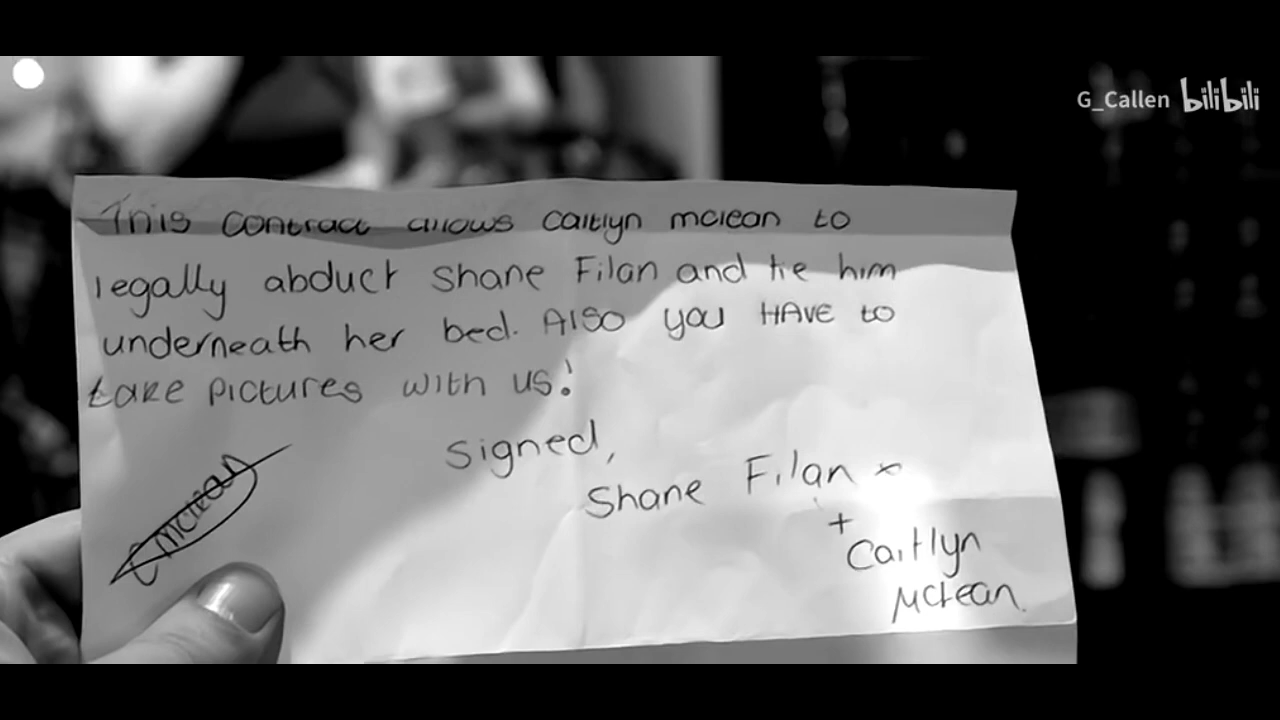 G_Callen bilibili
This contract allows caitlyn mclean to
legally abduct Shane Filan and tie him
underneath her bed. Also you HAVE to
take pictures with us!
signed,
Shane Filan x
+
Caitlyn
McLean.
C mclean